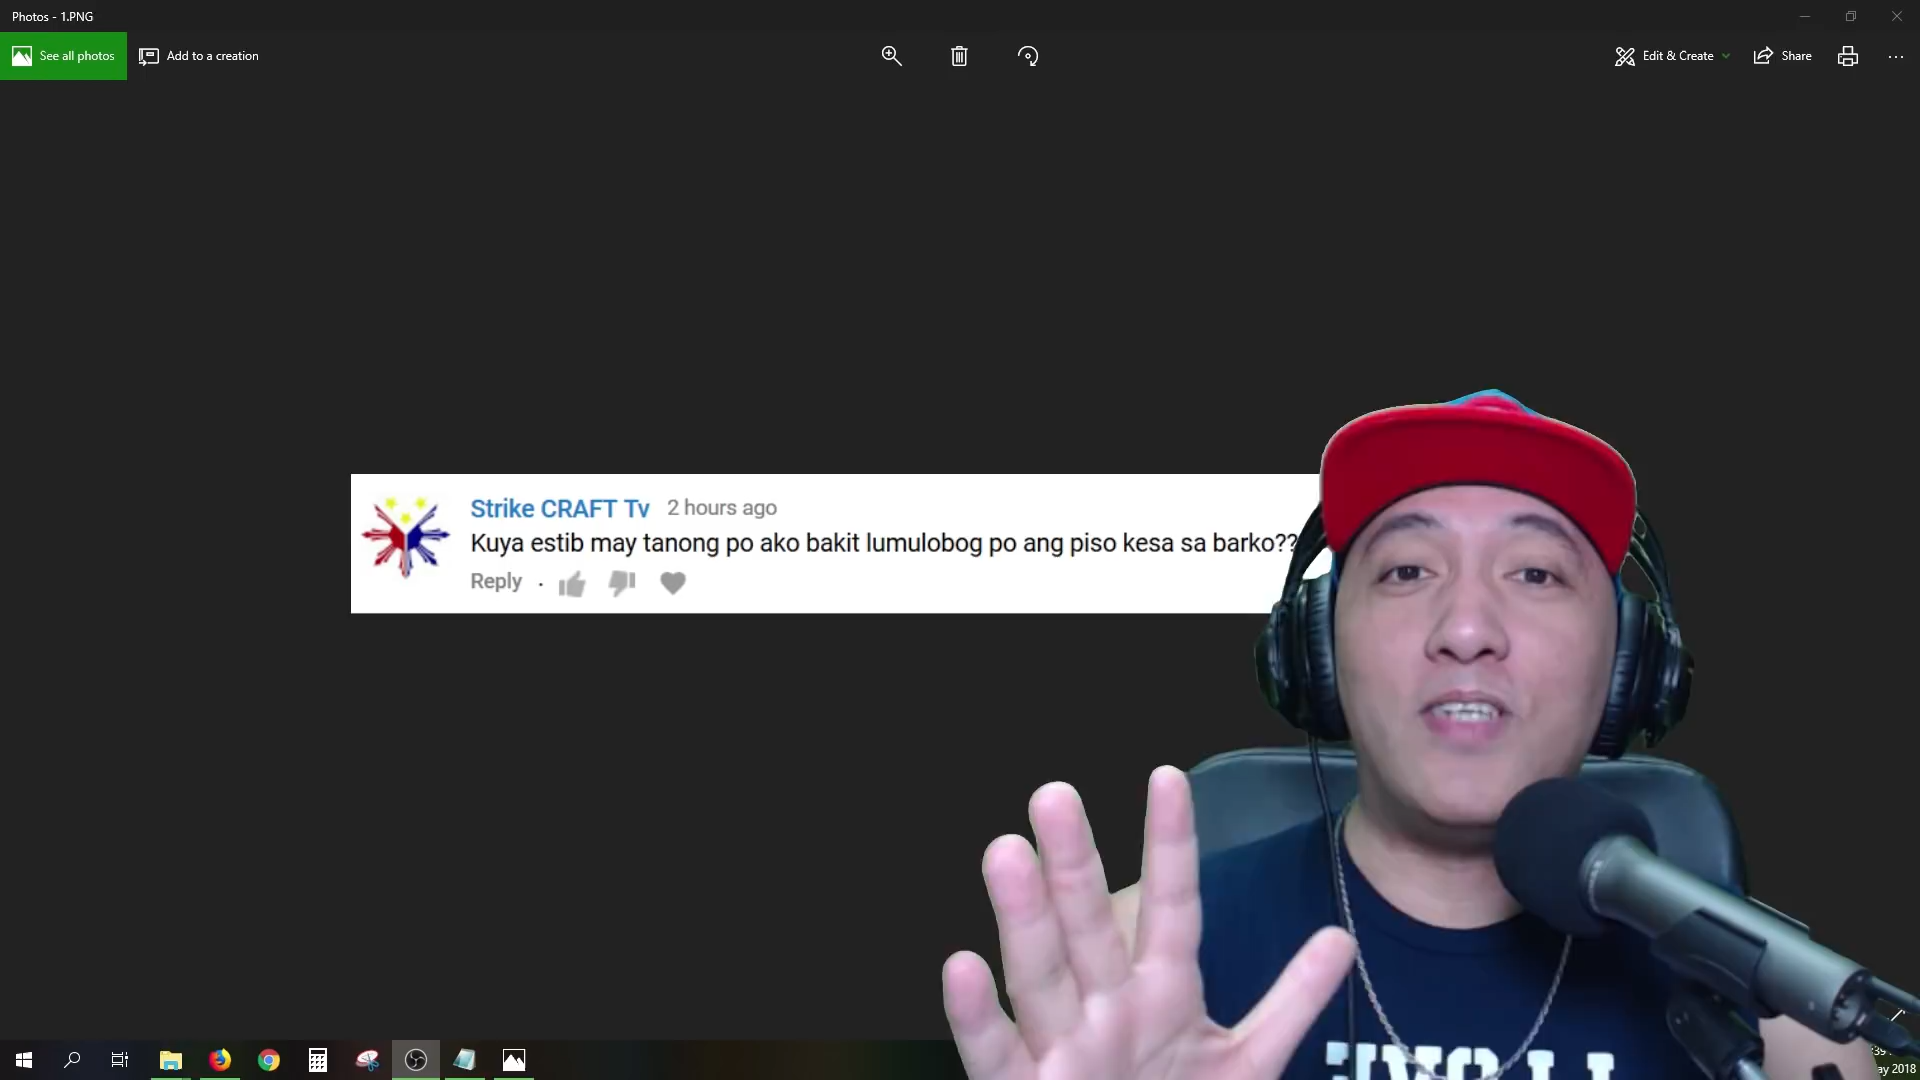 Photos - 1.PNG
See all photos
Add to a creation
Edit & Create
Share
Strike CRAFT Tv 2 hours ago
Kuya estib may tanong po ako bakit lumulobog po ang piso kesa sa barko??
Reply
2018